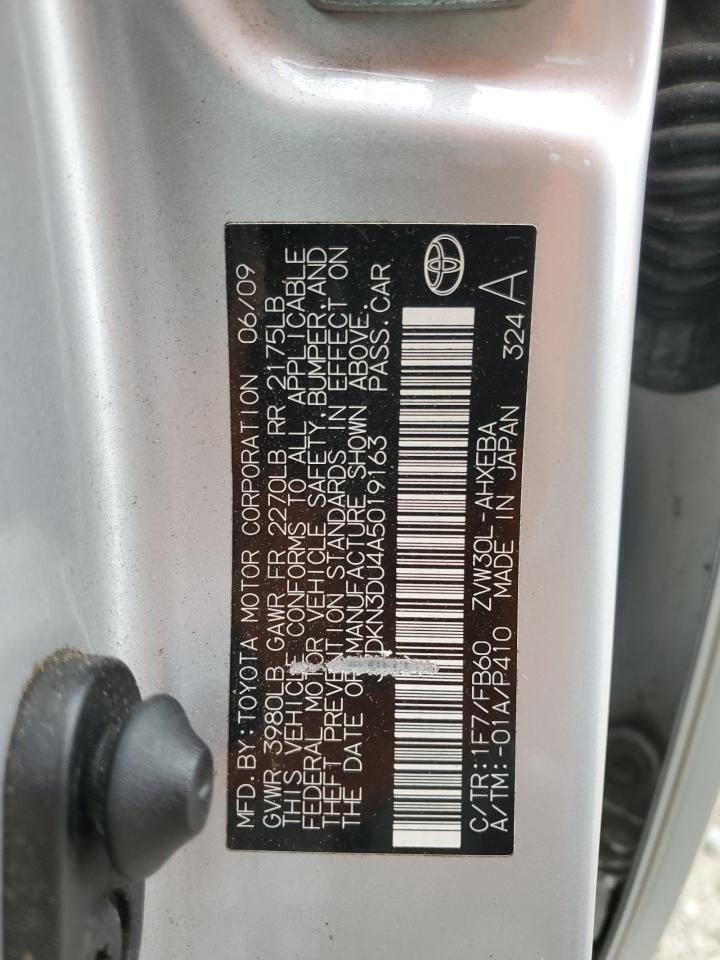 MFD.BY:TOYOTA MOTOR CORPORATION 06/09
GVWR 3980LB GAWR FR 2270LB RR 2175LB
THIS VEHICLE CONFORMS TO ALL APPLICABLE
FEDERAL MOTOR VEHICLE SAFETY, BUMPER, AND
THEFT PREVENTION STANDARDS IN EFFECT ON
THE DATE OF MANUFACTURE SHOWN ABOVE.
DKN3DU4A5019163 PASS.CAR
C/TR:1F7/FB60 ZVW30L-AHXEBA 324 A
A/TM:-01A/P410 MADE IN JAPAN